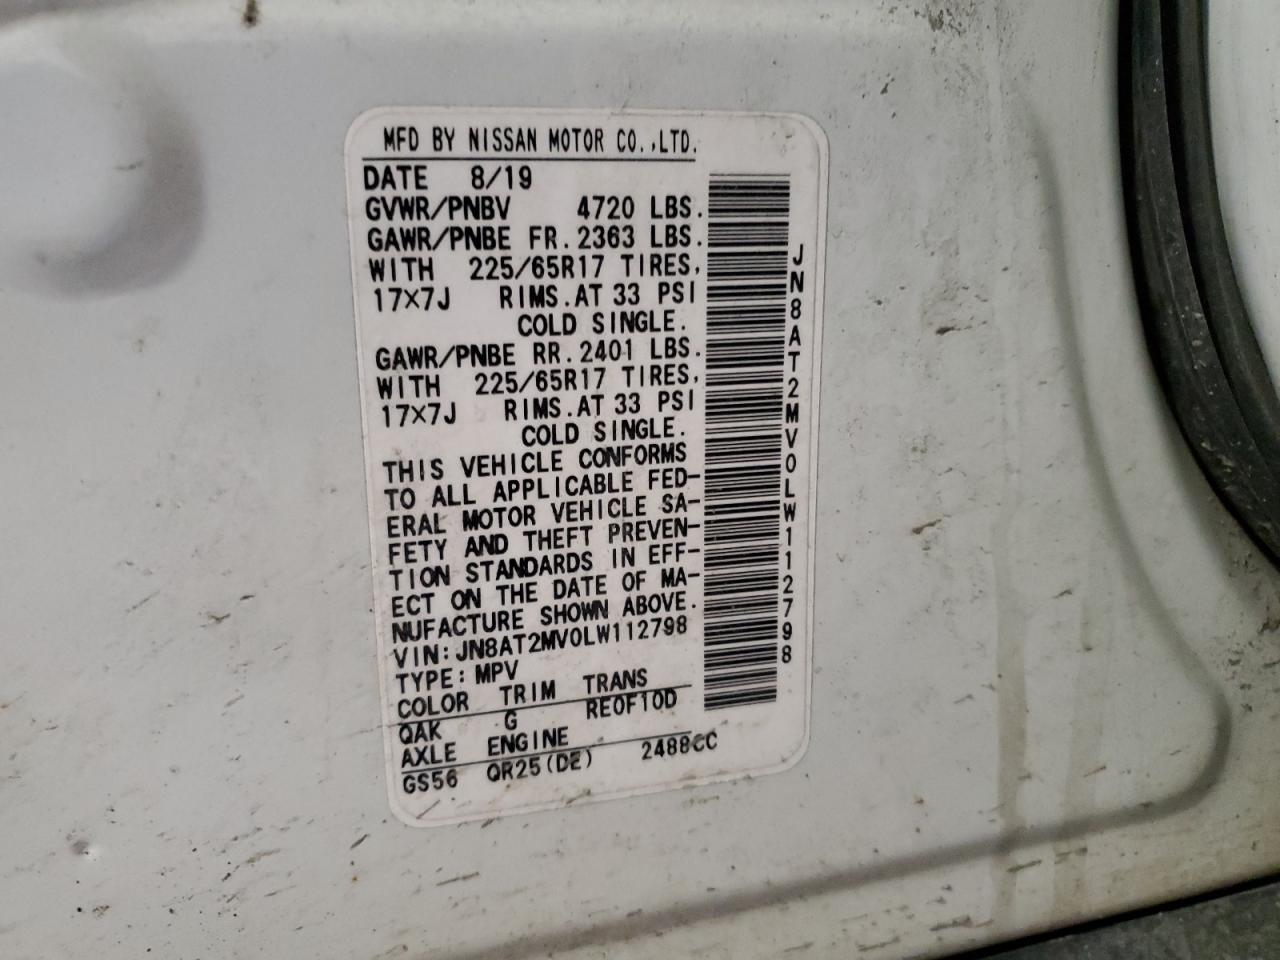 MFD BY NISSAN MOTOR CO.,LTD.
DATE 8/19
GVWR/PNBV 4720 LBS.
GAWR/PNBE FR.2363 LBS.
WITH 225/65R17 TIRES,
17×7J RIMS.AT 33 PSI
COLD SINGLE.
GAWR/PNBE RR.2401 LBS.
WITH 225/65R17 TIRES,
17×7J RIMS.AT 33 PSI
COLD SINGLE.
THIS VEHICLE CONFORMS
TO ALL APPLICABLE FED-
ERAL MOTOR VEHICLE SA-
FETY AND THEFT PREVEN-
TION STANDARDS IN EFF-
ECT ON THE DATE OF MA-
NUFACTURE SHOWN ABOVE.
VIN:JN8AT2MV0LW112798
TYPE:MPV
COLOR TRIM TRANS
QAK G RE0F10D
AXLE ENGINE
GS56 QR25(DE) 2488CC
JN8AT2MV0LW112798